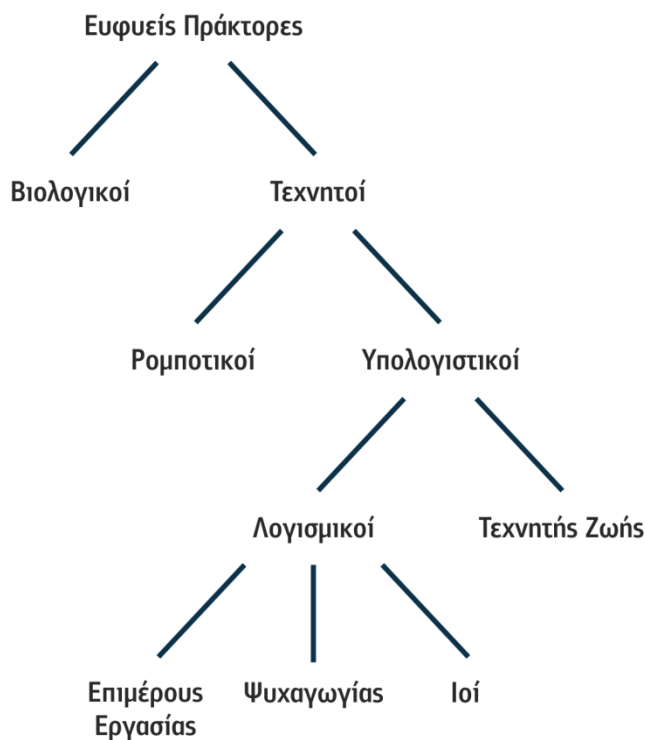 Ευφυείς Πράκτορες
Βιολογικοί
Τεχνητοί
Ρομποτικοί
Υπολογιστικοί
Λογισμικοί
Τεχνητής Ζωής
Επιμέρους
Εργασίας
Ψυχαγωγίας
Ιοί